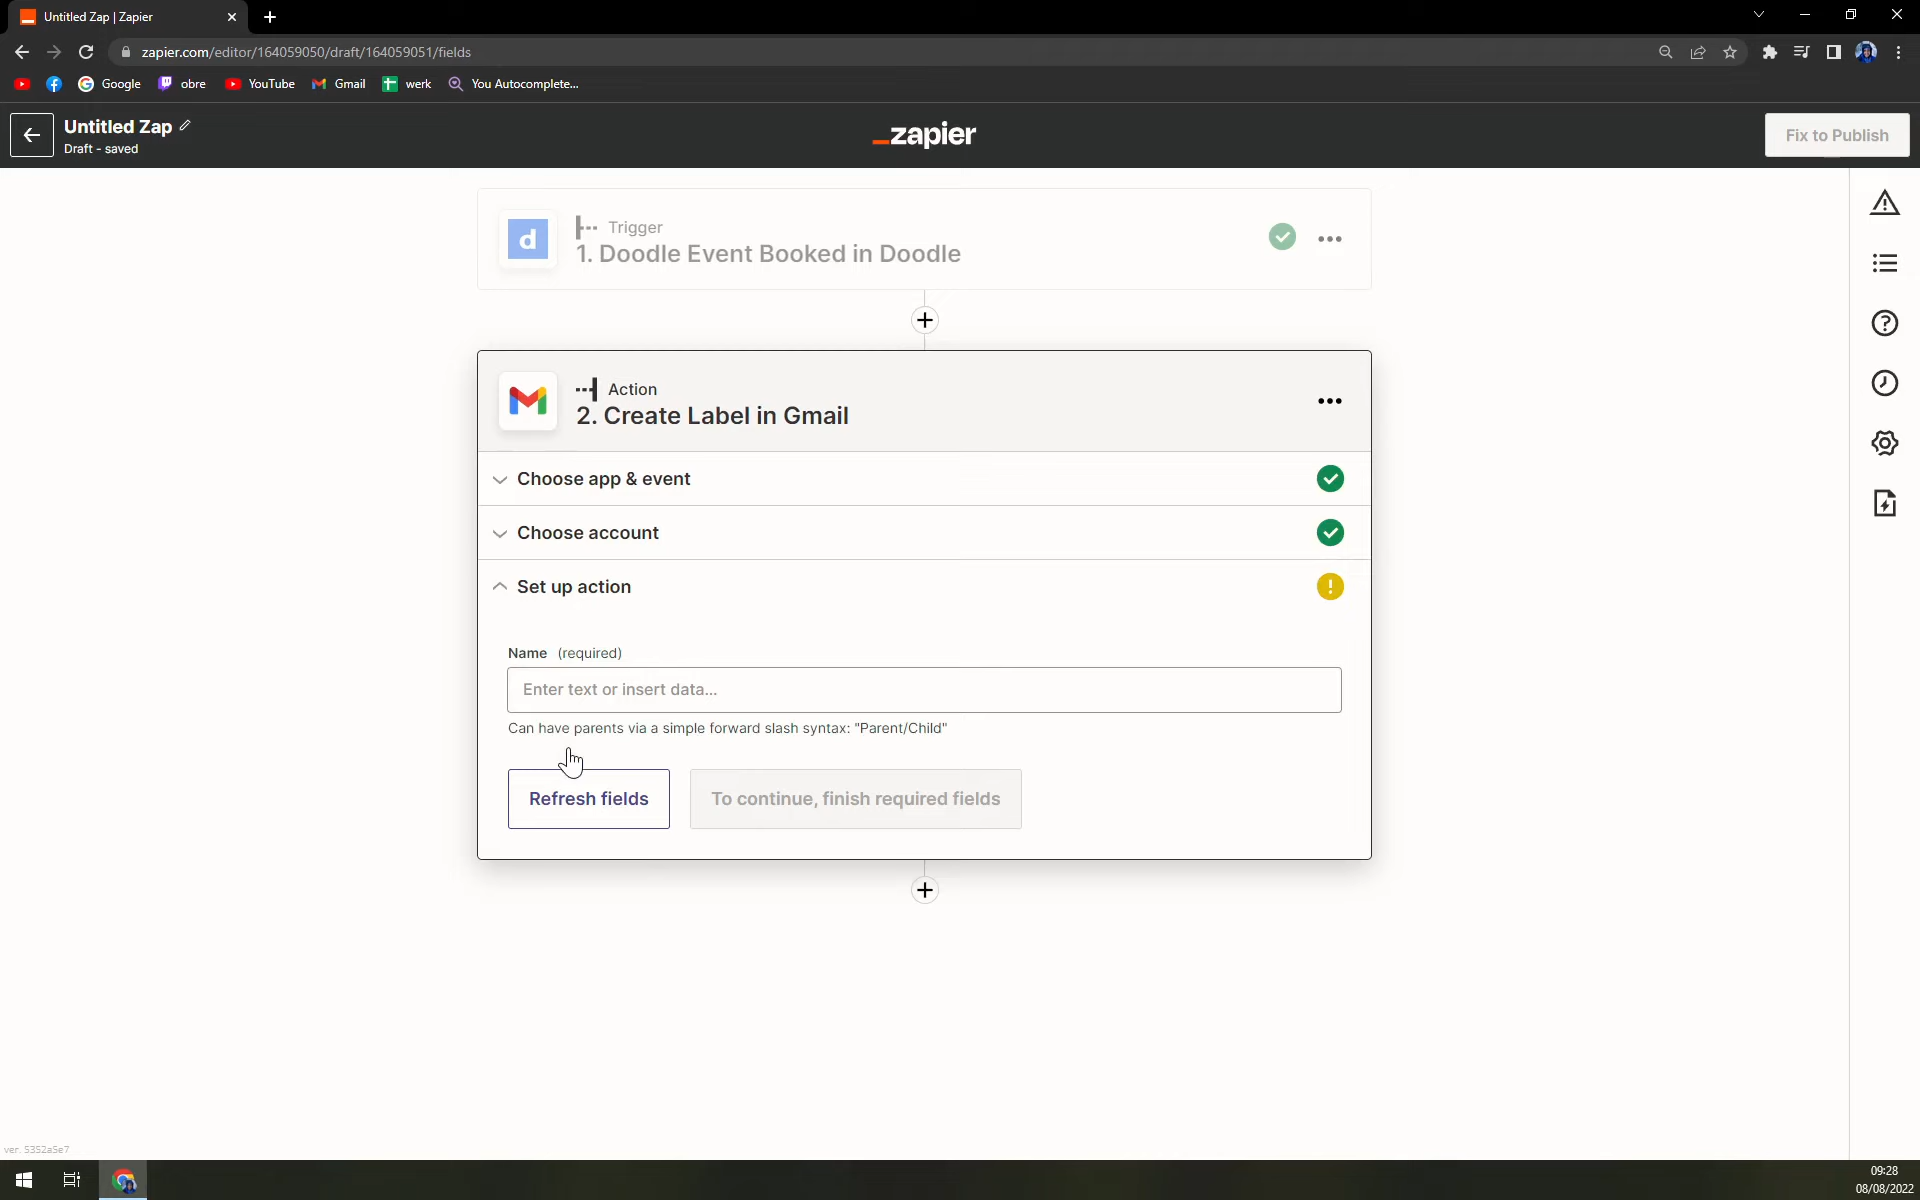 Untitled Zap | Zapier
zapier.com/editor/164059050/draft/164059051/fields
Google
obre
YouTube
Gmail
werk
You Autocomplete...
Untitled Zap
Draft - saved
_zapier
Fix to Publish
d
Trigger
1. Doodle Event Booked in Doodle
Action
2. Create Label in Gmail
Choose app & event
Choose account
Set up action
Name (required)
Enter text or insert data...
Can have parents via a simple forward slash syntax: "Parent/Child"
Refresh fields
To continue, finish required fields
ver. 5352a5e7
09:28
08/08/2022